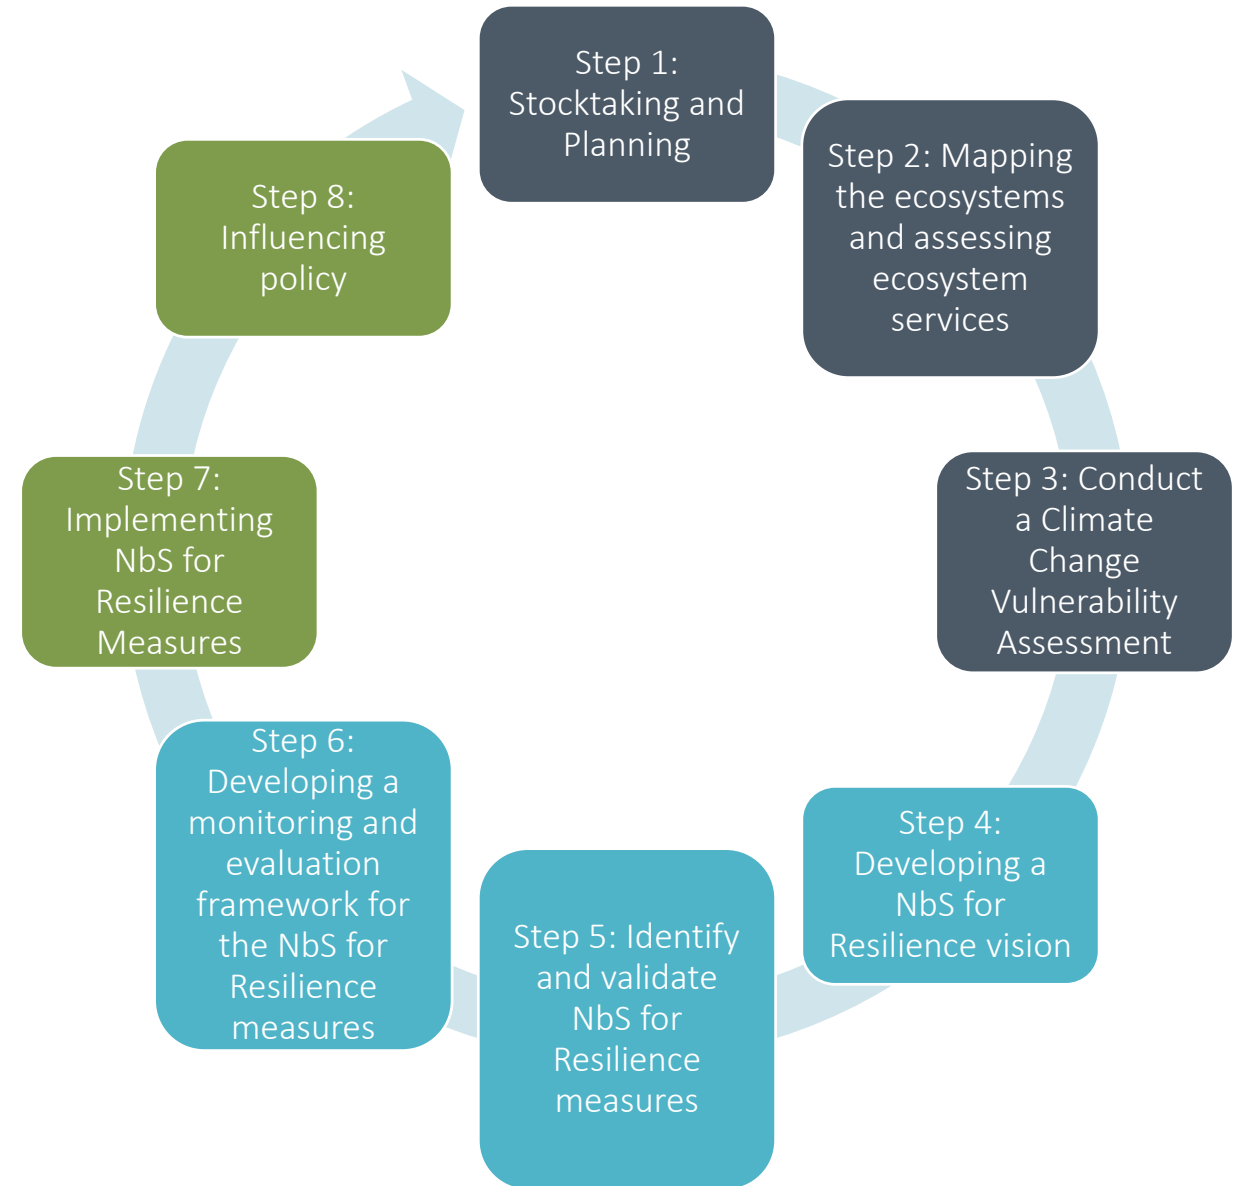 Step 1:
Stocktaking and
Planning
Step 2: Mapping
the ecosystems
and assessing
ecosystem
services
Step 3: Conduct
a Climate
Change
Vulnerability
Assessment
Step 4:
Developing a
NbS for
Resilience vision
Step 5: Identify
and validate
NbS for
Resilience
measures
Step 6:
Developing a
monitoring and
evaluation
framework for
the NbS for
Resilience
measures
Step 7:
Implementing
NbS for
Resilience
Measures
Step 8:
Influencing
policy